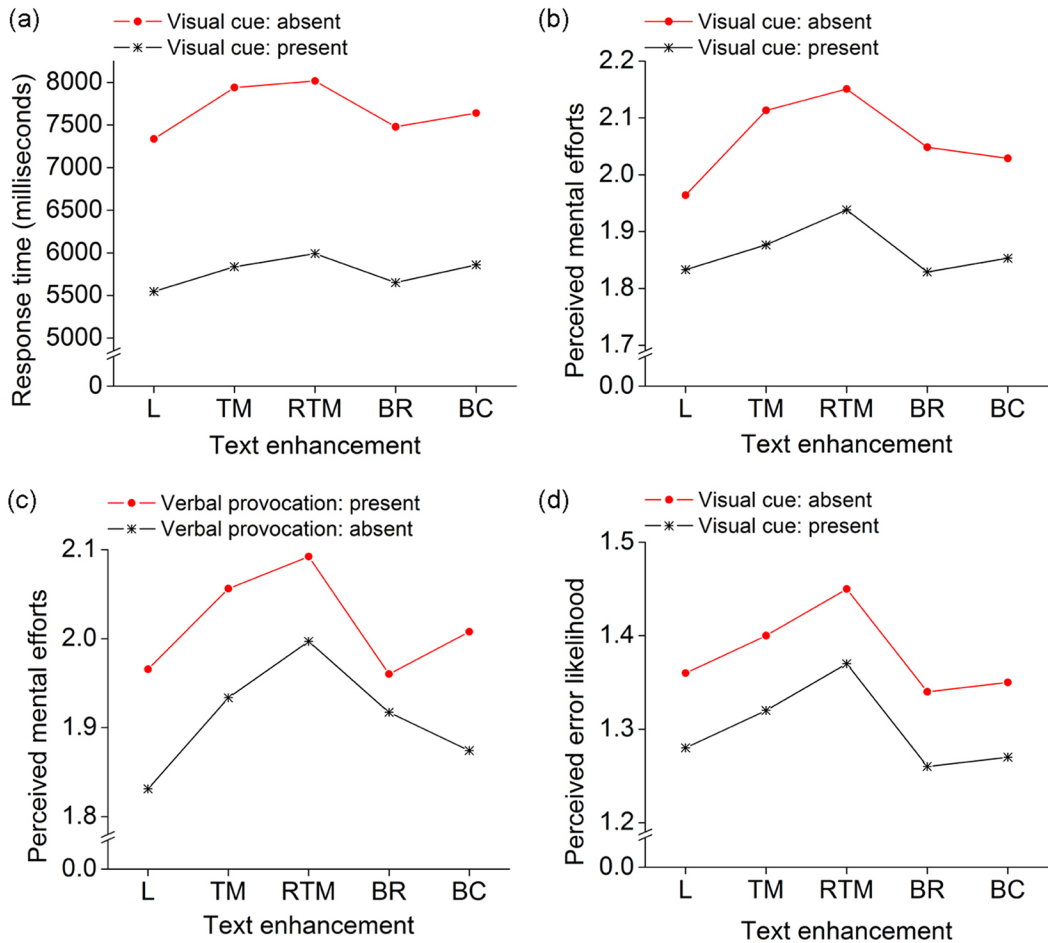 (a)
Visual cue: absent
Visual cue: present
Response time (milliseconds)
8000
7500
7000
6500
6000
5500
5000
0
L TM RTM BR BC
Text enhancement
(b)
Visual cue: absent
Visual cue: present
Perceived mental efforts
2.2
2.1
2.0
1.9
1.8
1.7
0.0
L TM RTM BR BC
Text enhancement
(c)
Verbal provocation: present
Verbal provocation: absent
Perceived mental efforts
2.1
2.0
1.9
1.8
0.0
L TM RTM BR BC
Text enhancement
(d)
Visual cue: absent
Visual cue: present
Perceived error likelihood
1.5
1.4
1.3
1.2
0.0
L TM RTM BR BC
Text enhancement